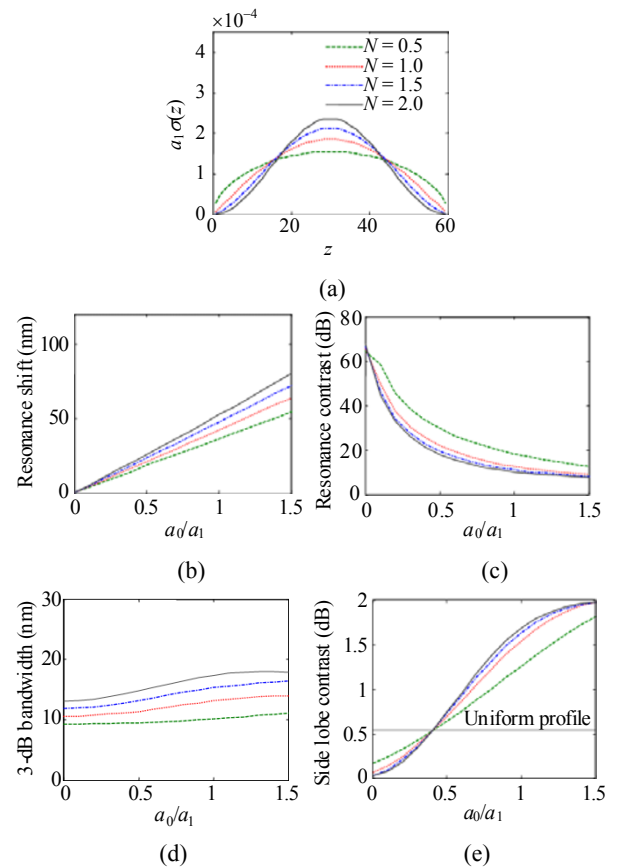 ×10⁻⁴
N = 0.5
N = 1.0
N = 1.5
N = 2.0
4
3
2
1
0
a₁σ(z)
0 20 40 60
z
(a)
100
50
0
Resonance shift (nm)
0 0.5 1 1.5
a₀/a₁
(b)
80
60
40
20
0
Resonance contrast (dB)
0 0.5 1 1.5
a₀/a₁
(c)
30
20
10
0
3-dB bandwidth (nm)
0 0.5 1 1.5
a₀/a₁
(d)
2
1.5
1
0.5
0
Side lobe contrast (dB)
Uniform profile
0 0.5 1 1.5
a₀/a₁
(e)